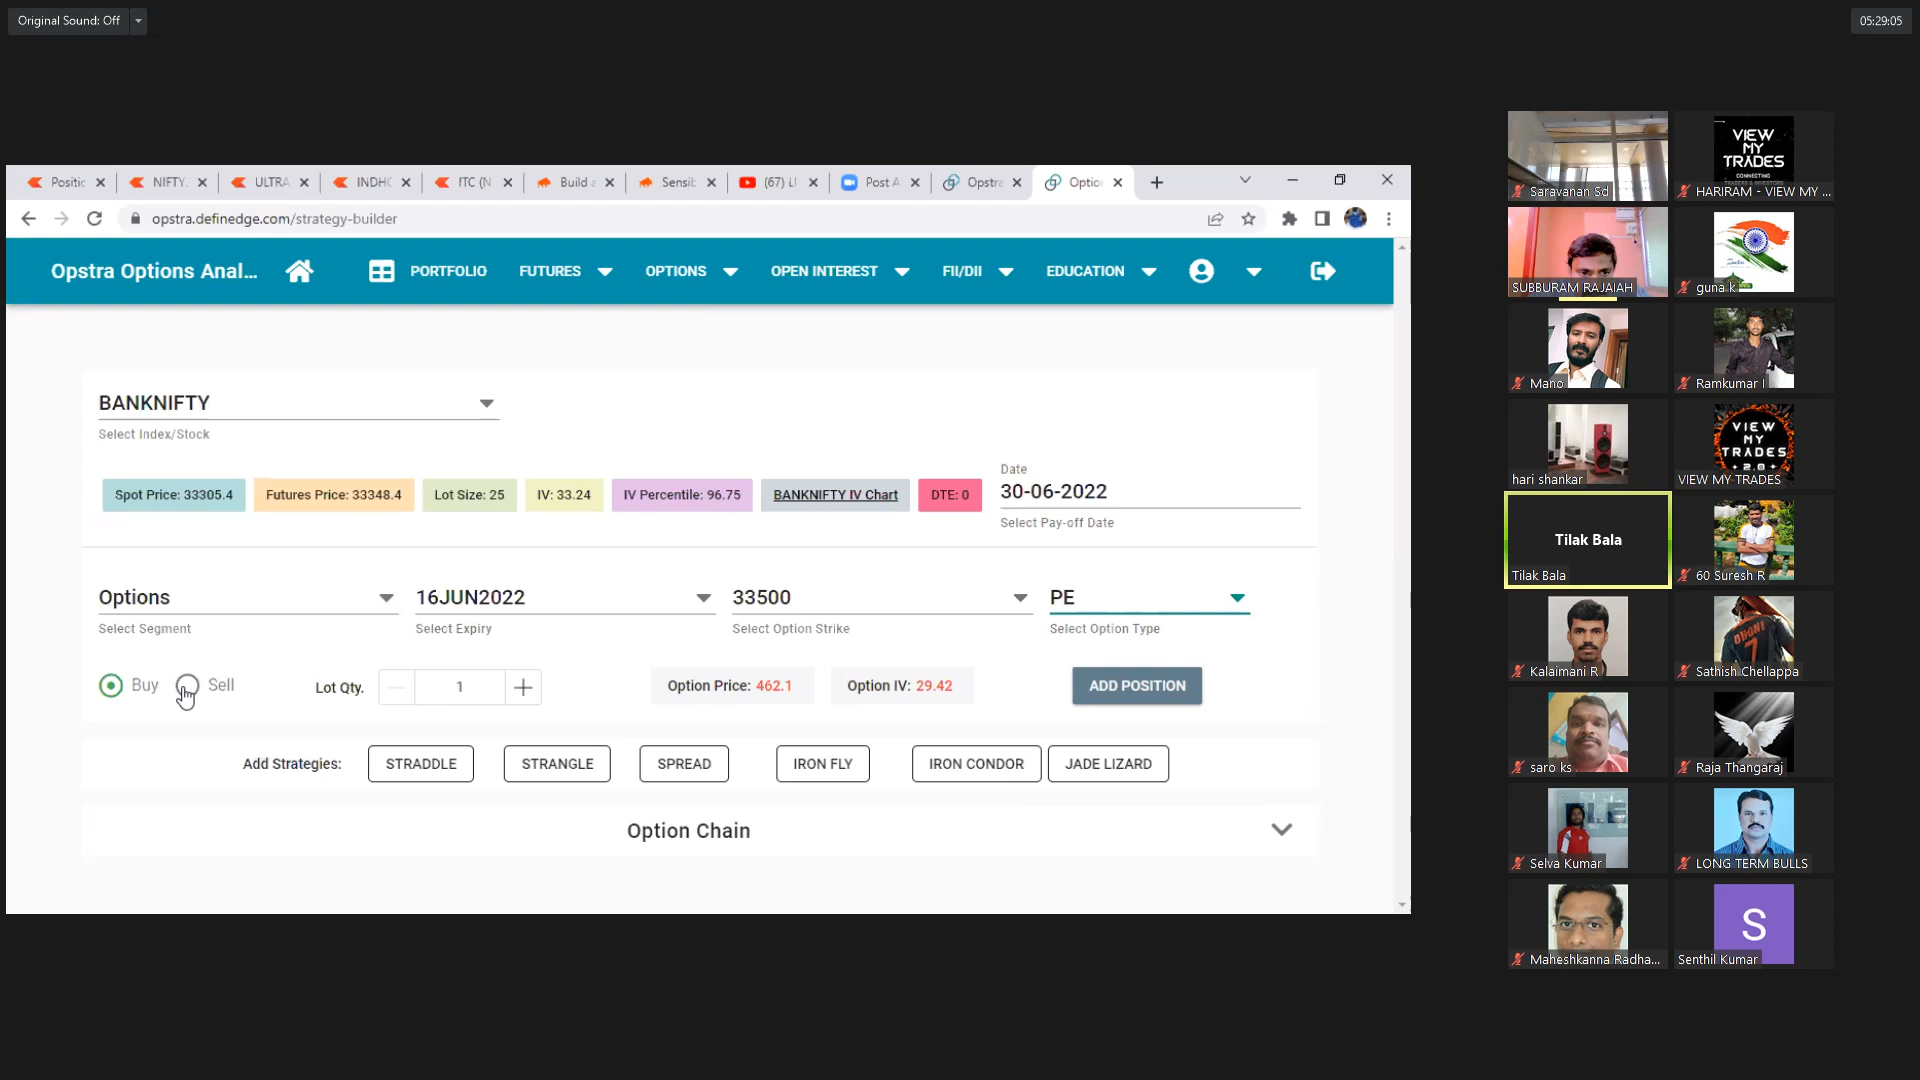 Original Sound: Off
05:29:05
Positic
NIFTY.
ULTRA
INDHC
ITC {N
Build a
Sensib
(67) LI
Post A
Opstra
Option
opstra.definedge.com/strategy-builder
Opstra Options Anal...
PORTFOLIO
FUTURES
OPTIONS
OPEN INTEREST
FII/DII
EDUCATION
BANKNIFTY
Select Index/Stock
Spot Price: 33305.4
Futures Price: 33348.4
Lot Size: 25
IV: 33.24
IV Percentile: 96.75
BANKNIFTY IV Chart
DTE: 0
Date
30-06-2022
Select Pay-off Date
Options
Select Segment
16JUN2022
Select Expiry
33500
Select Option Strike
PE
Select Option Type
Buy
Sell
Lot Qty.
1
Option Price: 462.1
Option IV: 29.42
ADD POSITION
Add Strategies:
STRADDLE
STRANGLE
SPREAD
IRON FLY
IRON CONDOR
JADE LIZARD
Option Chain
Saravanan Sd
VIEW
MY
TRADES
CONNECTING
HARIRAM - VIEW MY ...
SUBBURAM RAJAIAH
guna k
Mano
Ramkumar I
hari shankar
VIEW
MY
TRADES
2.0
VIEW MY TRADES
Tilak Bala
Tilak Bala
60 Suresh R
Kalaimani R
DHONI
7
Sathish Chellappa
saro ks
Raja Thangaraj
Selva Kumar
LONG TERM BULLS
Maheshkanna Radha...
S
Senthil Kumar